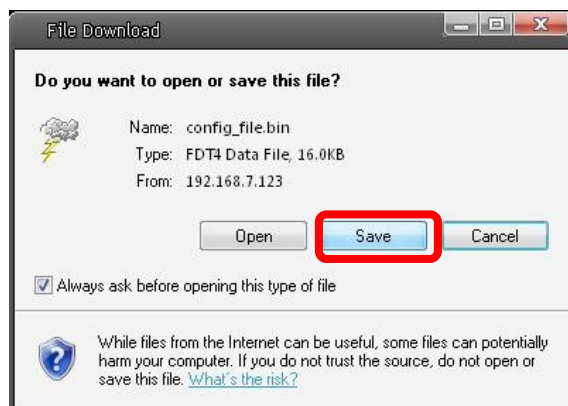 File Download
Do you want to open or save this file?
Name: config_file.bin
Type: FDT4 Data File, 16.0KB
From: 192.168.7.123
Open Save Cancel
Always ask before opening this type of file
While files from the Internet can be useful, some files can potentially
harm your computer. If you do not trust the source, do not open or
save this file. What's the risk?